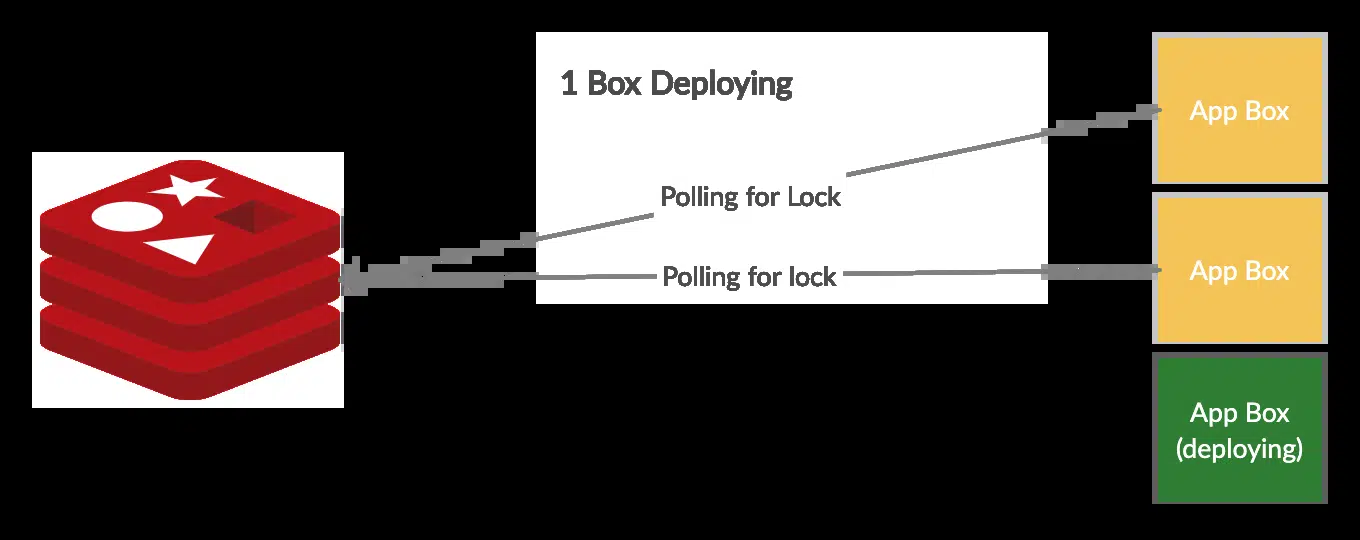 1 Box Deploying
App Box
Polling for Lock
App Box
Polling for lock
App Box
(deploying)